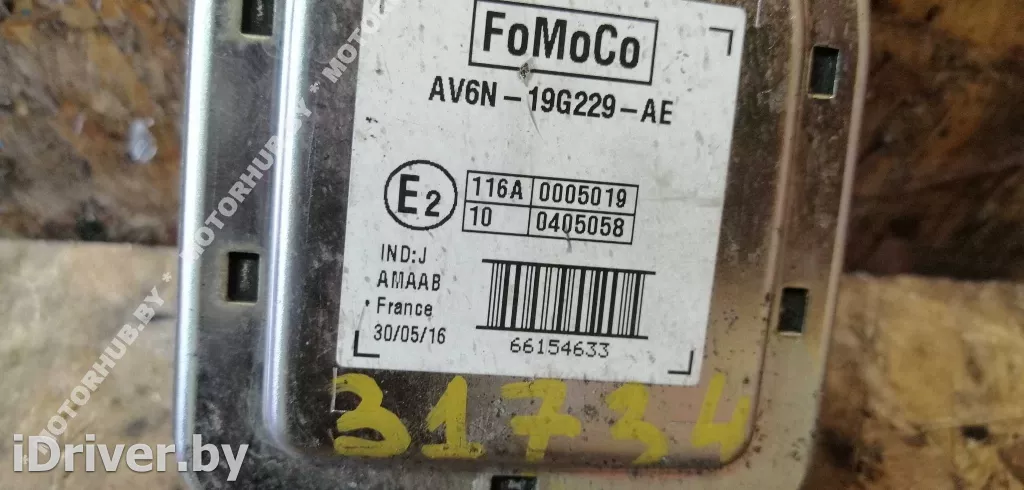 FoMoCo
AV6N-19G229-AE
E2
116A 0005019
10 0405058
IND:J
AMAAB
France
30/05/16
66154633
31734
MOTORHUB.BY * MOTORHUB.BY * MOTORHUB
iDriver.by